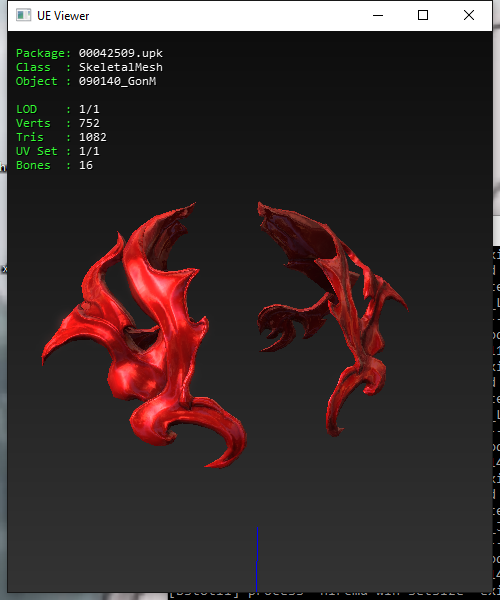 UE Viewer
Package: 00042509.upk
Class  : SkeletalMesh
Object : 090140_GonM
LOD    : 1/1
Verts  : 752
Tris   : 1082
UV Set : 1/1
Bones  : 16